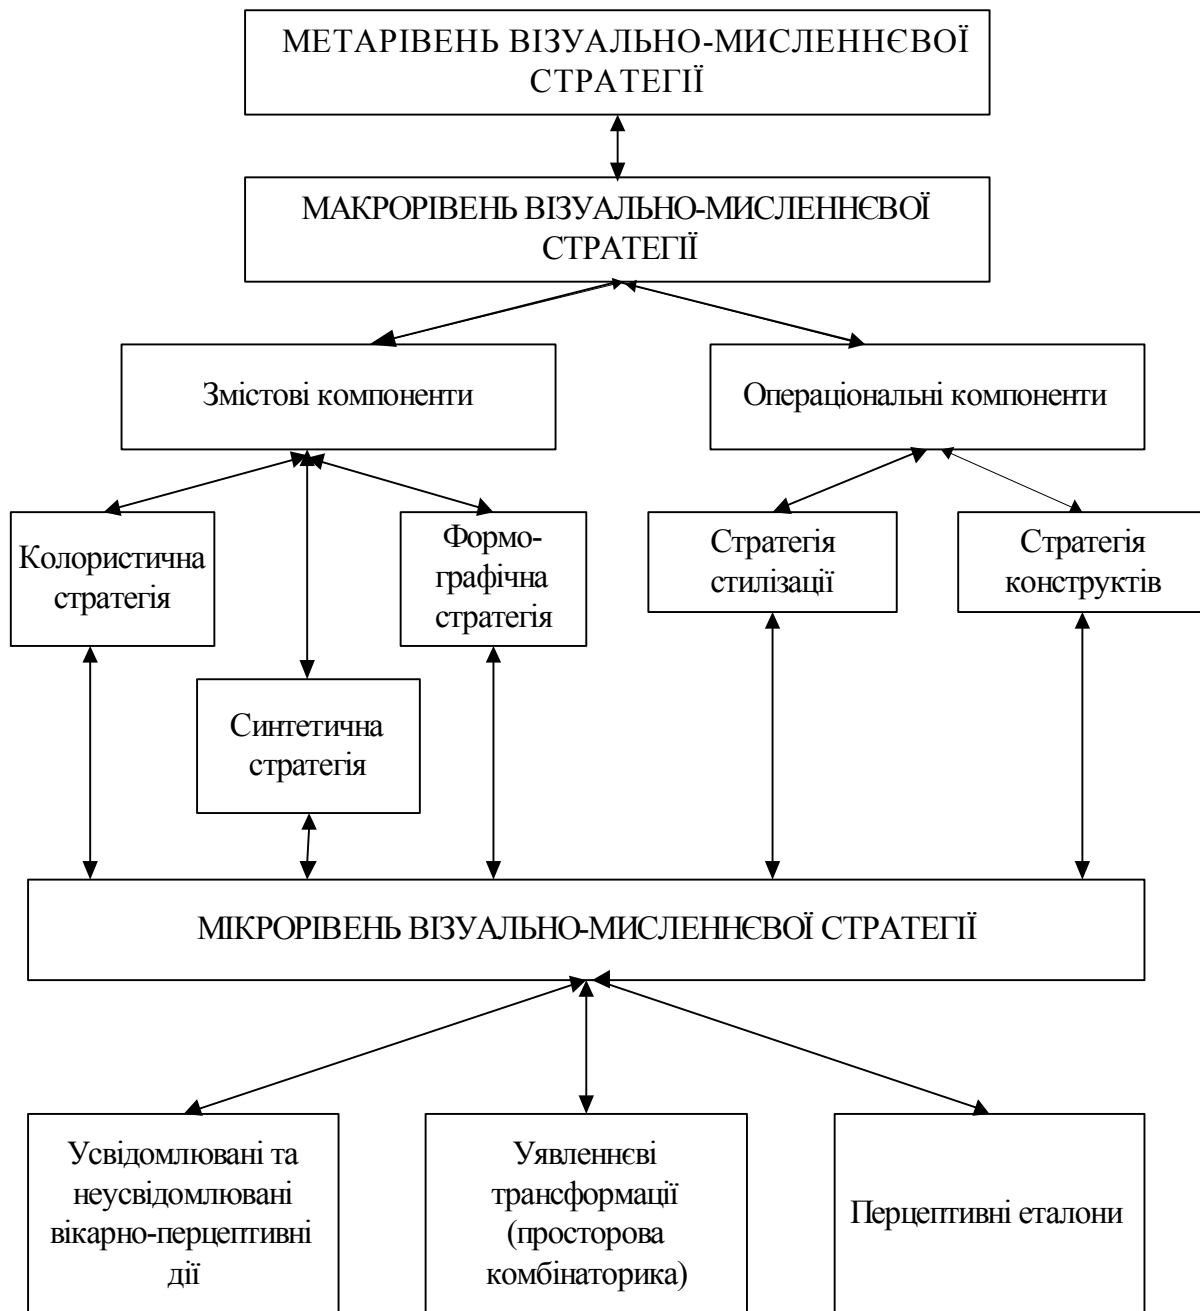 МЕТАРІВЕНЬ ВІЗУАЛЬНО-МИСЛЕННЄВОЇ
СТРАТЕГІЇ
МАКРОРІВЕНЬ ВІЗУАЛЬНО-МИСЛЕННЄВОЇ
СТРАТЕГІЇ
Змістові компоненти
Операціональні компоненти
Колористична
стратегія
Формо-
графічна
стратегія
Стратегія
стилізації
Стратегія
конструктів
Синтетична
стратегія
МІКРОРІВЕНЬ ВІЗУАЛЬНО-МИСЛЕННЄВОЇ СТРАТЕГІЇ
Усвідомлювані та
неусвідомлювані
вікарно-перцептивні
дії
Уявленнєві
трансформації
(просторова
комбінаторика)
Перцептивні еталони